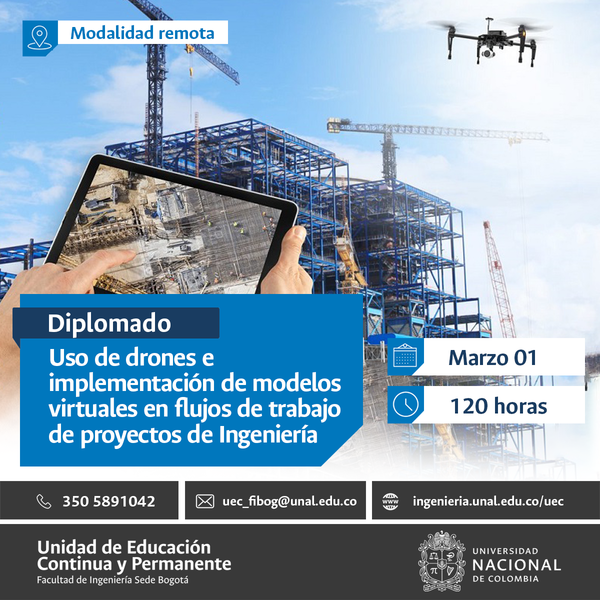 Modalidad remota
Diplomado
Uso de drones e
implementación de modelos
virtuales en flujos de trabajo
de proyectos de Ingeniería
Marzo 01
120 horas
350 5891042
uec_fibog@unal.edu.co
ingenieria.unal.edu.co/uec
Unidad de Educación
Continua y Permanente
Facultad de Ingeniería Sede Bogotá
UNIVERSIDAD
NACIONAL
DE COLOMBIA